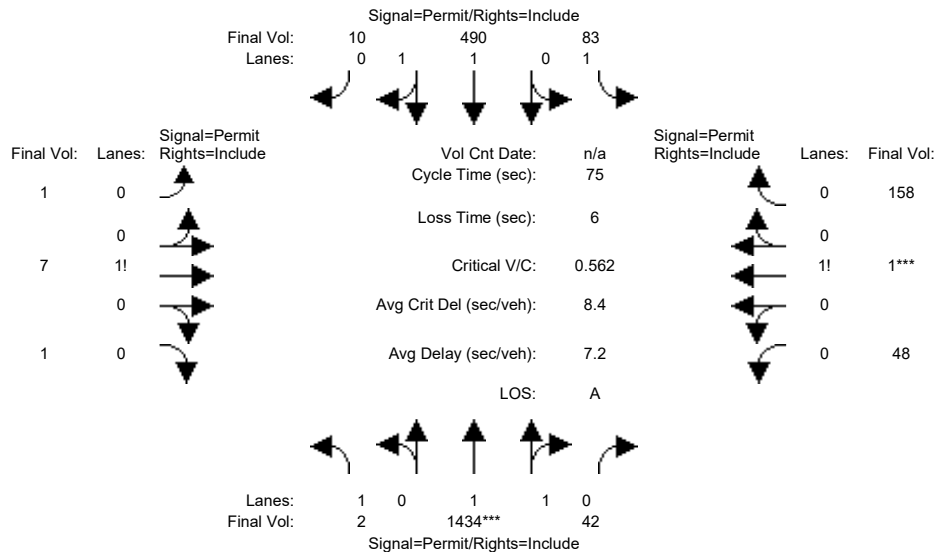 Signal=Permit/Rights=Include
Final Vol: 10 490 83
Lanes: 0 1 1 0 1
Signal=Permit
Final Vol: Lanes: Rights=Include Vol Cnt Date: n/a Signal=Permit
Rights=Include Lanes: Final Vol:
Cycle Time (sec): 75
1 0 0 158
Loss Time (sec): 6
0 0
7 1! Critical V/C: 0.562 1! 1***
0 Avg Crit Del (sec/veh): 8.4 0
1 0 Avg Delay (sec/veh): 7.2 0 48
LOS: A
Lanes: 1 0 1 1 0
Final Vol: 2 1434*** 42
Signal=Permit/Rights=Include